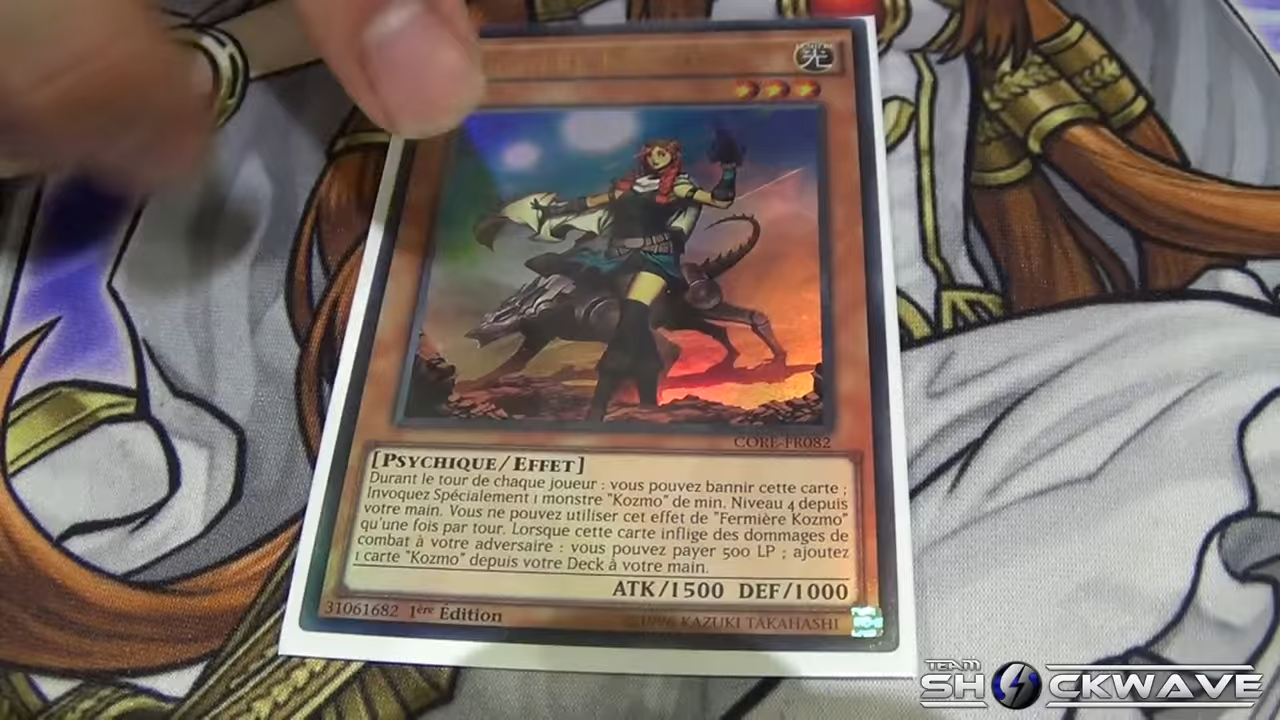 光
CORE-FR082
[PSYCHIQUE/EFFET]
Durant le tour de chaque joueur : vous pouvez bannir cette carte ;
Invoquez Spécialement 1 monstre "Kozmo" de min. Niveau 4 depuis
votre main. Vous ne pouvez utiliser cet effet de "Fermière Kozmo"
qu'une fois par tour. Lorsque cette carte inflige des dommages de
combat à votre adversaire : vous pouvez payer 500 LP ; ajoutez
1 carte "Kozmo" depuis votre Deck à votre main.
ATK/1500 DEF/1000
31061682 1ère Édition
1996 KAZUKI TAKAHASHI
TEAM
SHOCKWAVE